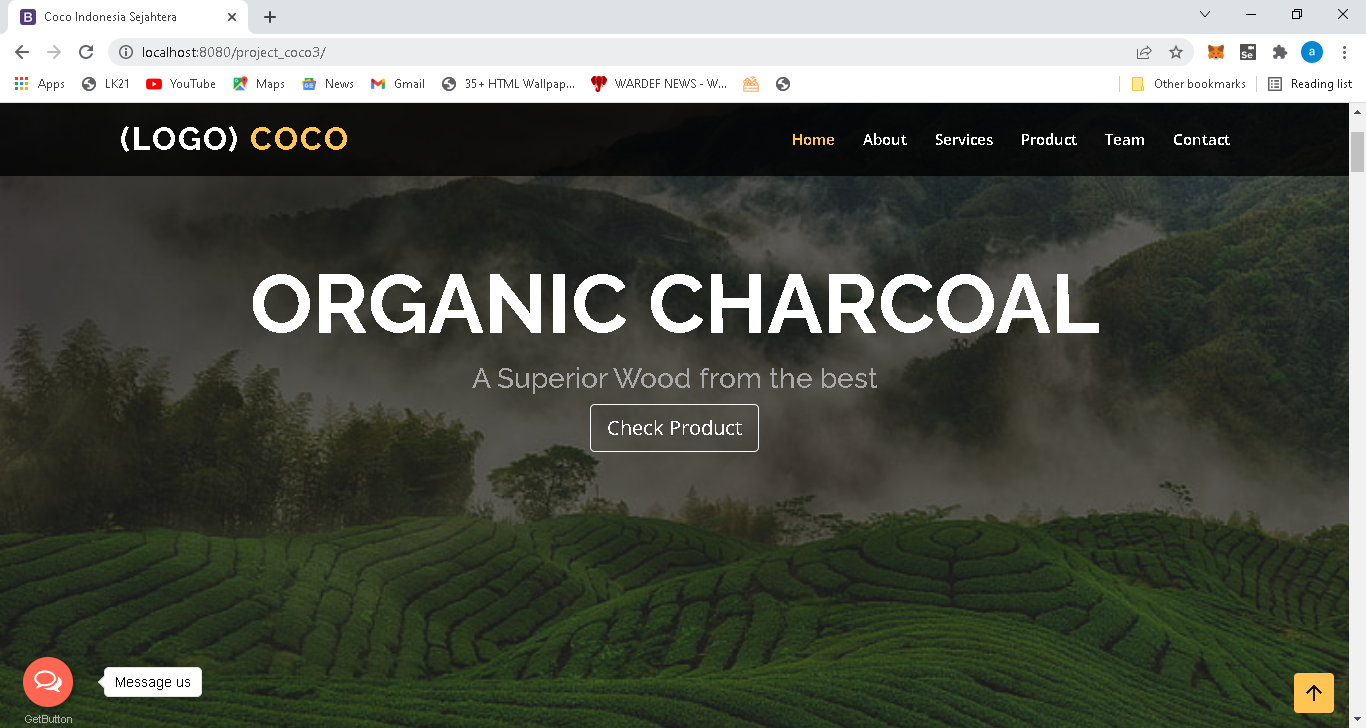 Coco Indonesia Sejahtera
localhost:8080/project_coco3/
Se
a
Apps LK21 YouTube Maps News Gmail 35+ HTML Wallpap... WARDEF NEWS - W... Other bookmarks Reading list
(LOGO) COCO
Home About Services Product Team Contact
ORGANIC CHARCOAL
A Superior Wood from the best
Check Product
Message us
GetButton